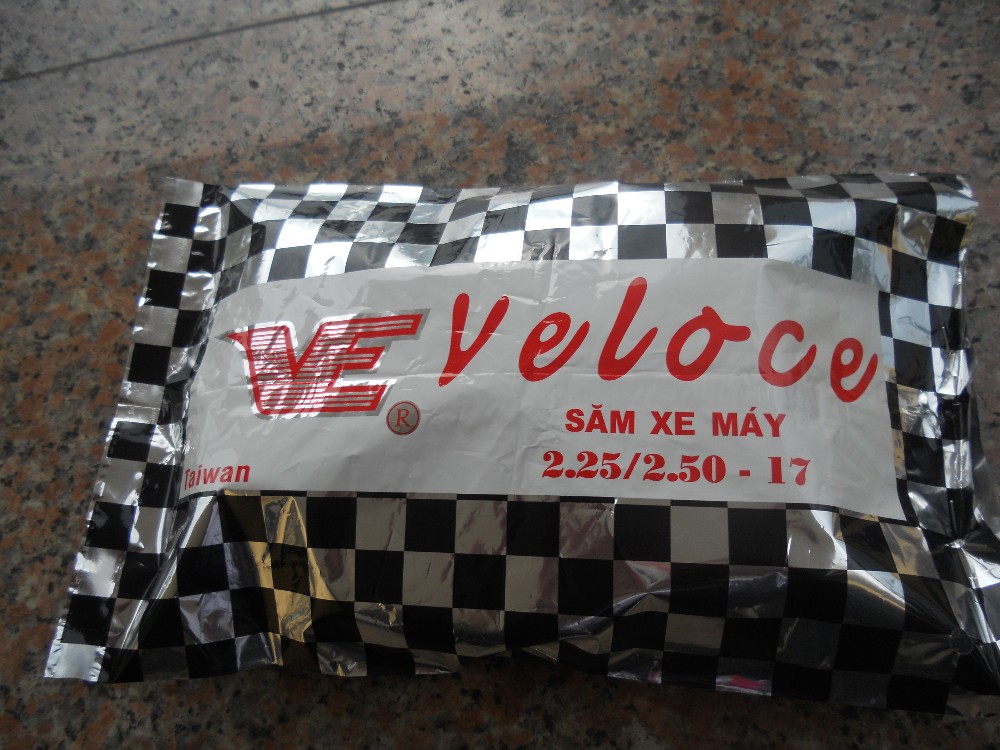 VE
®
Veloce
SĂM XE MÁY
2.25/2.50 - 17
Taiwan